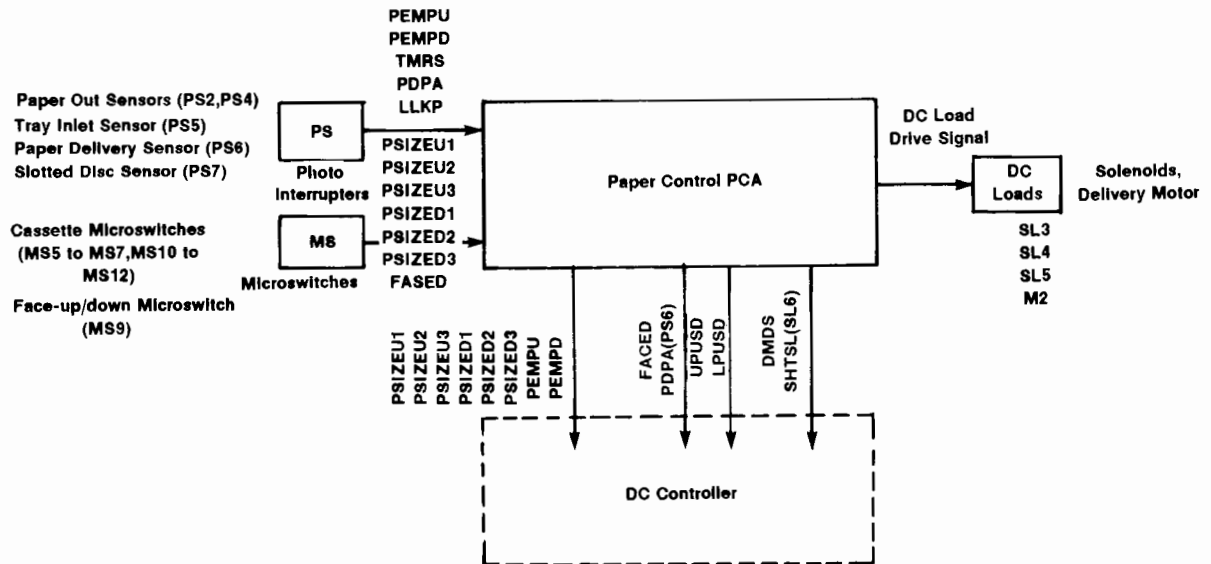 PEMPU
PEMPD
TMRS
PDPA
LLKP
Paper Out Sensors (PS2,PS4)
Tray Inlet Sensor (PS5)
Paper Delivery Sensor (PS6)
Slotted Disc Sensor (PS7)
PS
Photo
Interrupters
PSIZEU1
PSIZEU2
PSIZEU3
PSIZED1
PSIZED2
PSIZED3
FASED
Cassette Microswitches
(MS5 to MS7,MS10 to
MS12)
Face-up/down Microswitch
(MS9)
MS
Microswitches
Paper Control PCA
DC Load
Drive Signal
DC
Loads
Solenoids,
Delivery Motor
SL3
SL4
SL5
M2
PSIZEU1
PSIZEU2
PSIZEU3
PSIZED1
PSIZED2
PSIZED3
PEMPU
PEMPD
FACED
PDPA(PS6)
UPUSD
LPUSD
DMDS
SHTSL(SL6)
DC Controller